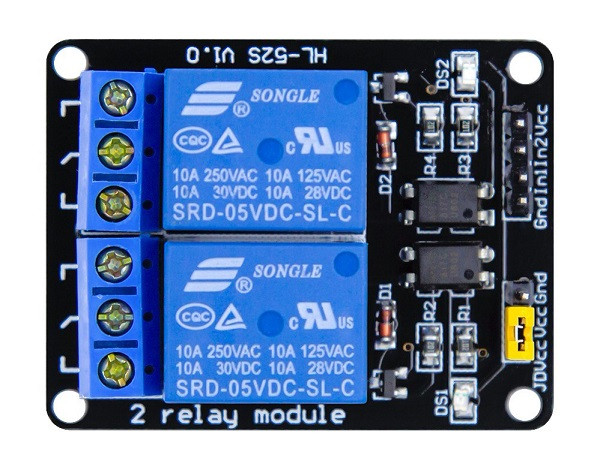 HL-52S V1.0
SONGLE
®
CQC
c RU US
10A 250VAC 10A 125VAC
10A 30VDC 10A 28VDC
SRD-05VDC-SL-C
SONGLE
®
CQC
c RU US
10A 250VAC 10A 125VAC
10A 30VDC 10A 28VDC
SRD-05VDC-SL-C
2 relay module
DS2
R4
R3
D2
GndIn1In2Vcc
D1
R2
R1
DS1
JDVccVccGnd